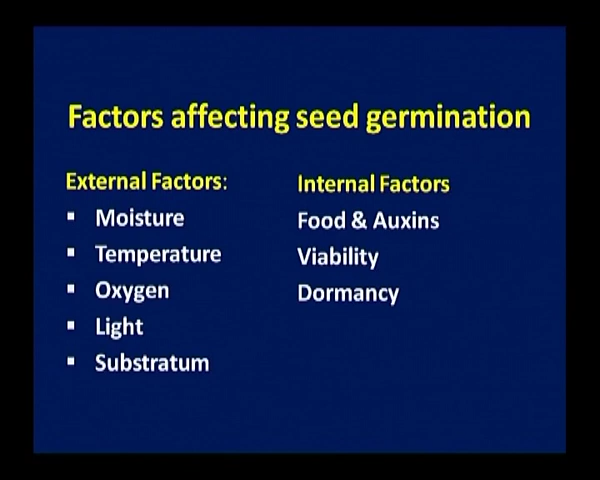 Factors affecting seed germination
External Factors:
▪ Moisture
▪ Temperature
▪ Oxygen
▪ Light
▪ Substratum
Internal Factors
Food & Auxins
Viability
Dormancy